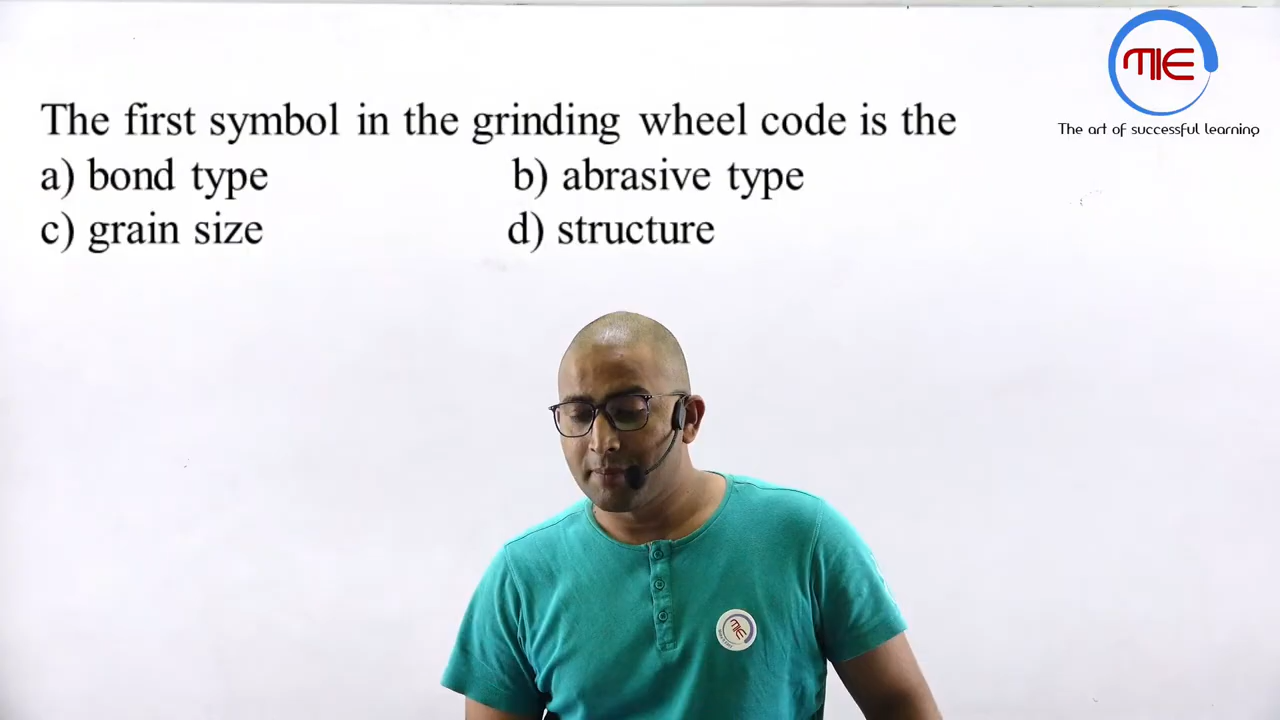 MIE
The art of successful learning
The first symbol in the grinding wheel code is the
a) bond type b) abrasive type
c) grain size d) structure
MIE